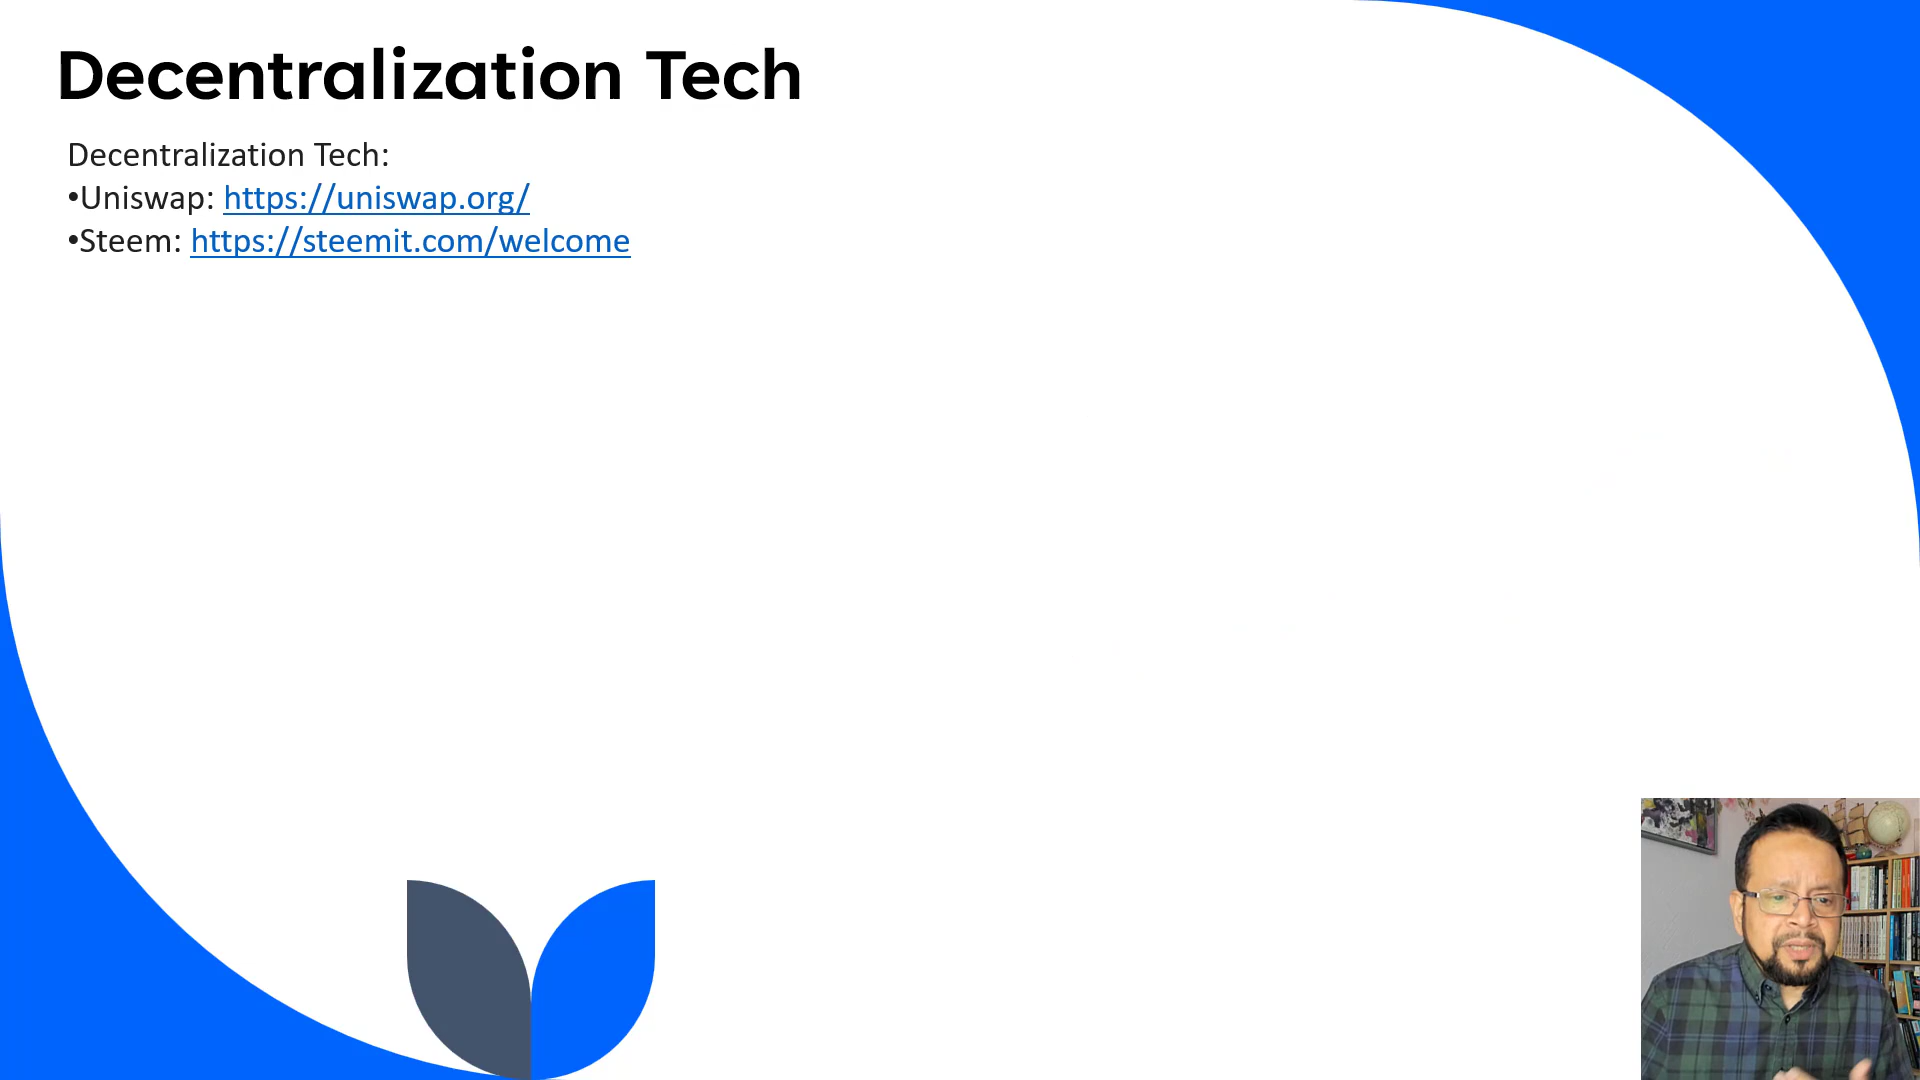 Decentralization Tech
Decentralization Tech:
•Uniswap: https://uniswap.org/
•Steem: https://steemit.com/welcome